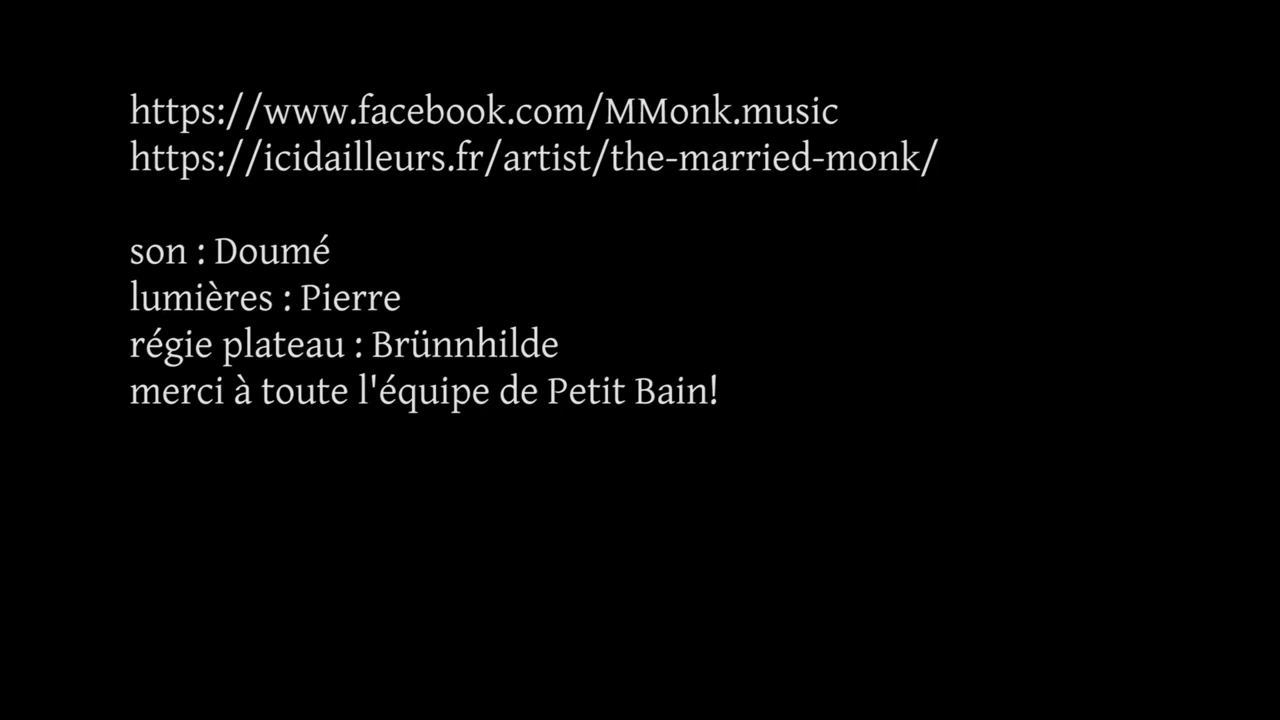 https://www.facebook.com/MMonk.music
https://icidailleurs.fr/artist/the-married-monk/
son : Doumé
lumières : Pierre
régie plateau : Brünnhilde
merci à toute l'équipe de Petit Bain!